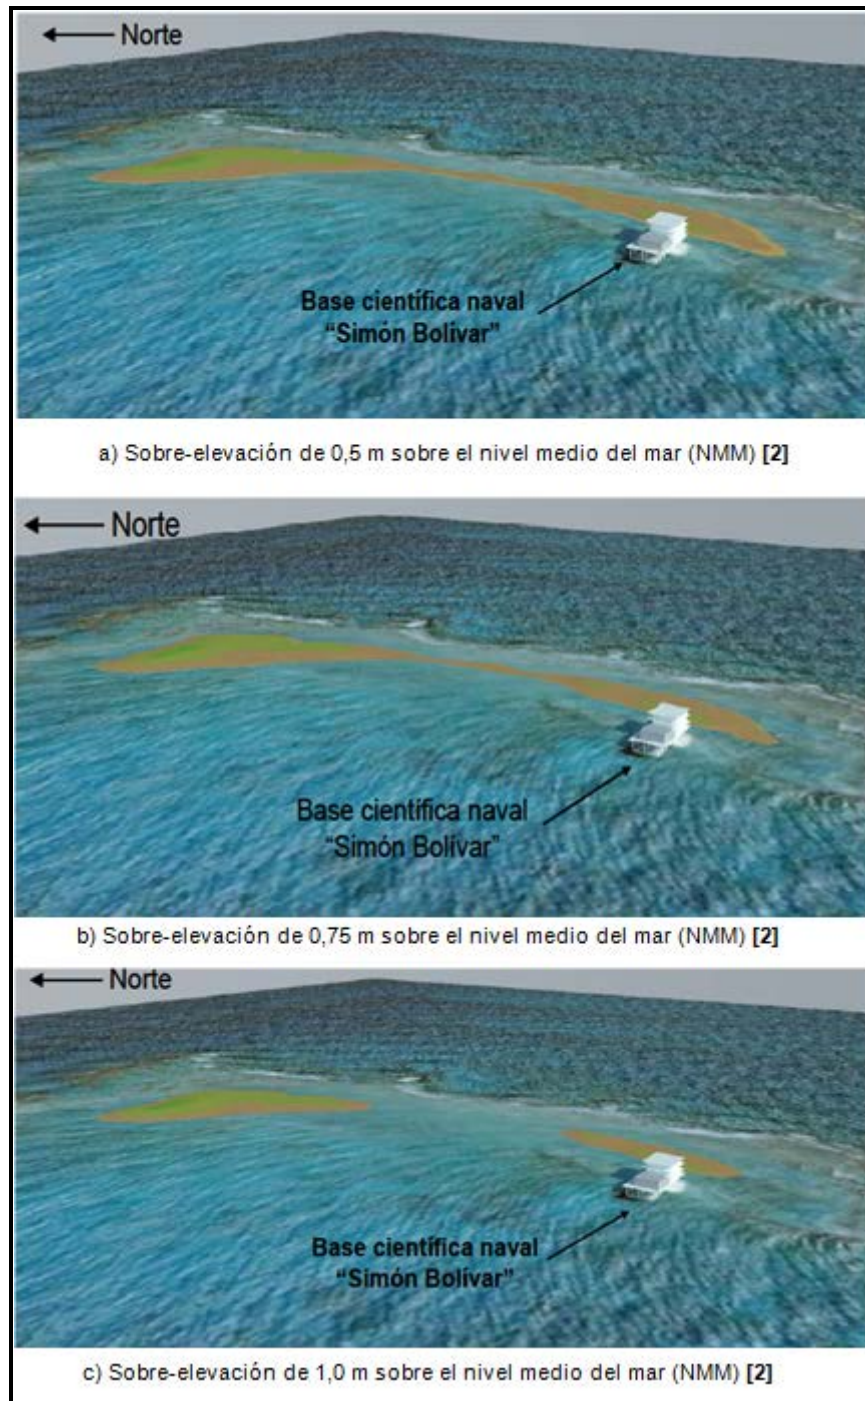 Norte
Base científica naval
“Simón Bolívar”
a) Sobre-elevación de 0,5 m sobre el nivel medio del mar (NMM) [2]
Norte
Base científica naval
“Simón Bolívar”
b) Sobre-elevación de 0,75 m sobre el nivel medio del mar (NMM) [2]
Norte
Base científica naval
“Simón Bolívar”
c) Sobre-elevación de 1,0 m sobre el nivel medio del mar (NMM) [2]